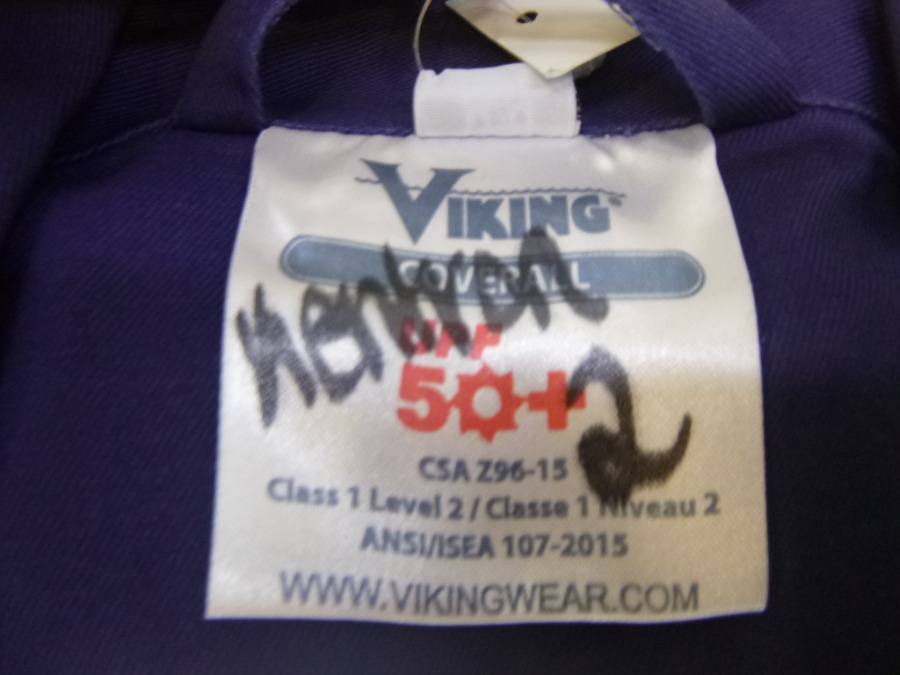 VIKING
COVERALL
UPF
50+
2
CSA Z96-15
Class 1 Level 2 / Classe 1 Niveau 2
ANSI/ISEA 107-2015
WWW.VIKINGWEAR.COM